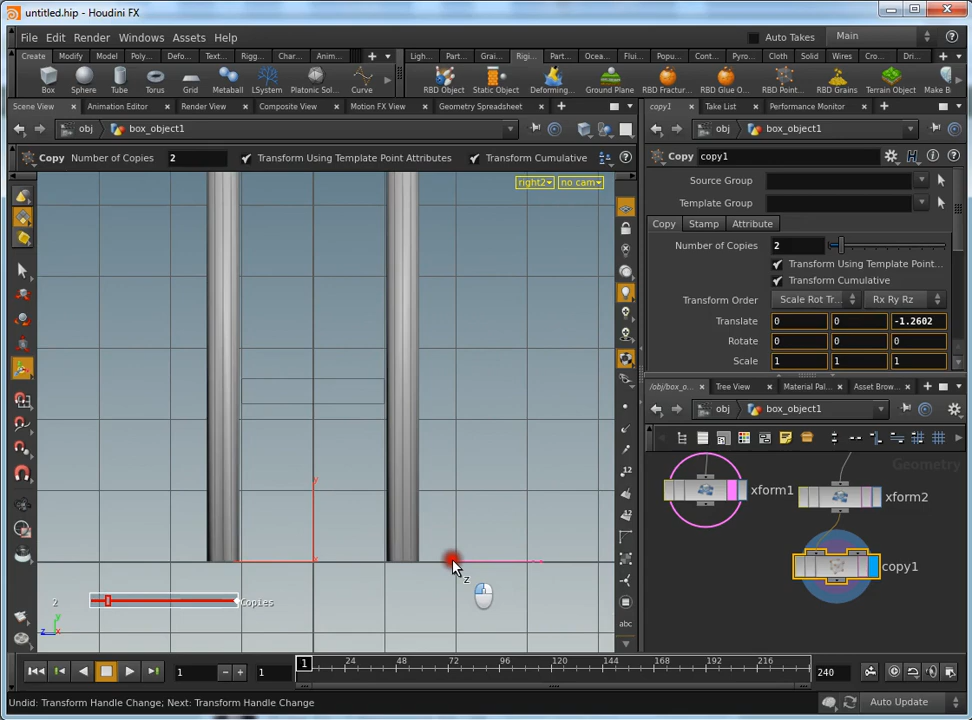 untitled.hip - Houdini FX
File Edit Render Windows Assets Help
Auto Takes Main
Create Modify Model Poly... Defo... Text... Rigg... Char... Anim...
Ligh... Part... Grai... Rigi... Part... Ocea... Flui... Popu... Cont... Pyro... Cloth Solid Wires Cro... Driv...
Box Sphere Tube Torus Grid Metaball LSystem Platonic Sol... Curve
RBD Object Static Object Deforming... Ground Plane RBD Fractur... RBD Glue O... RBD Point... RBD Grains Terrain Object Make B
Scene View Animation Editor Render View Composite View Motion FX View Geometry Spreadsheet
copy1 Take List Performance Monitor
obj box_object1
obj box_object1
Copy Number of Copies 2 Transform Using Template Point Attributes Transform Cumulative
Copy copy1
right2 no cam
Source Group
Template Group
Copy Stamp Attribute
Number of Copies 2
Transform Using Template Point...
Transform Cumulative
Transform Order Scale Rot Tr... Rx Ry Rz
Translate 0 0 -1.2602
Rotate 0 0 0
Scale 1 1 1
/obj/box_o... Tree View Material Pal... Asset Brow...
obj box_object1
Geometry
xform1
xform2
copy1
y
x
z
2 Copies
y
z x
12
12
12
abc
1 24 48 72 96 120 144 168 192 216
1 1 240
Undid: Transform Handle Change; Next: Transform Handle Change
Auto Update